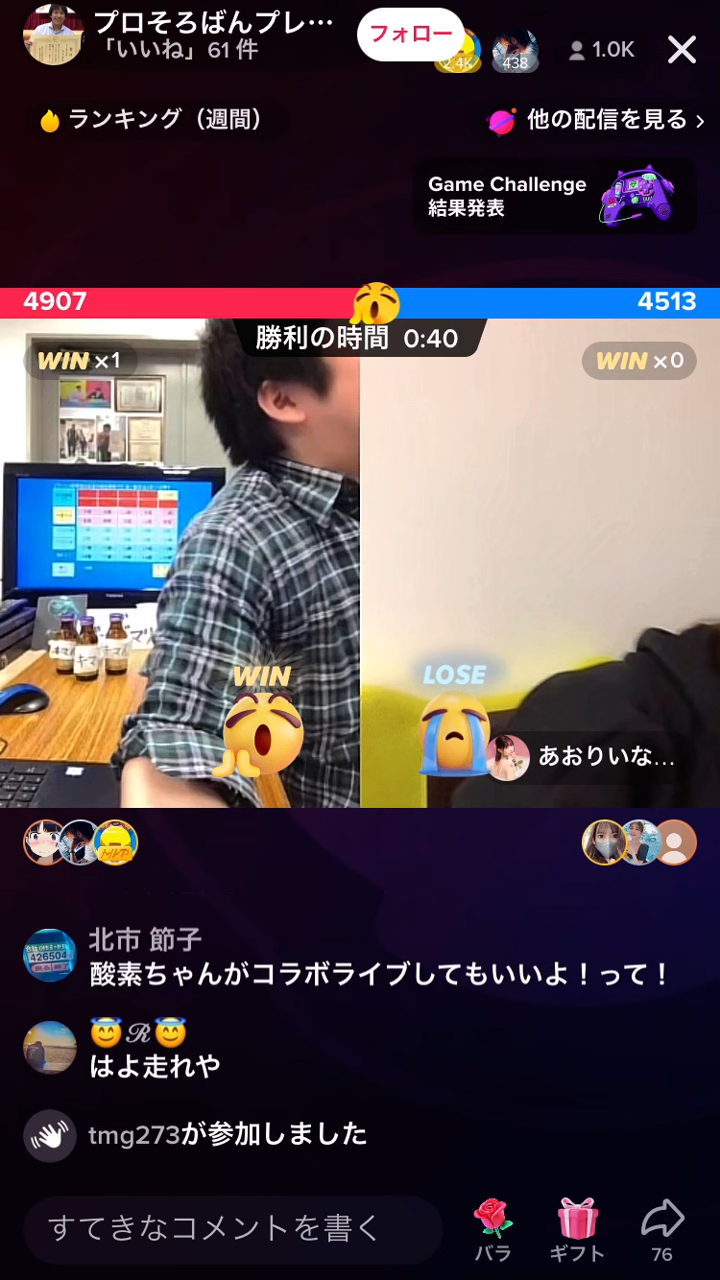 プロそろばんプレ…
「いいね」61 件
フォロー
2.4K
438
1.0K
ランキング（週間）
他の配信を見る
Game Challenge
結果発表
4907
4513
勝利の時間 0:40
WIN ×1
WIN ×0
WIN
LOSE
あおりいな…
北市 節子
酸素ちゃんがコラボライブしてもいいよ！って！
426504
ℛ
はよ走れや
tmg273が参加しました
すてきなコメントを書く
バラ
ギフト
76